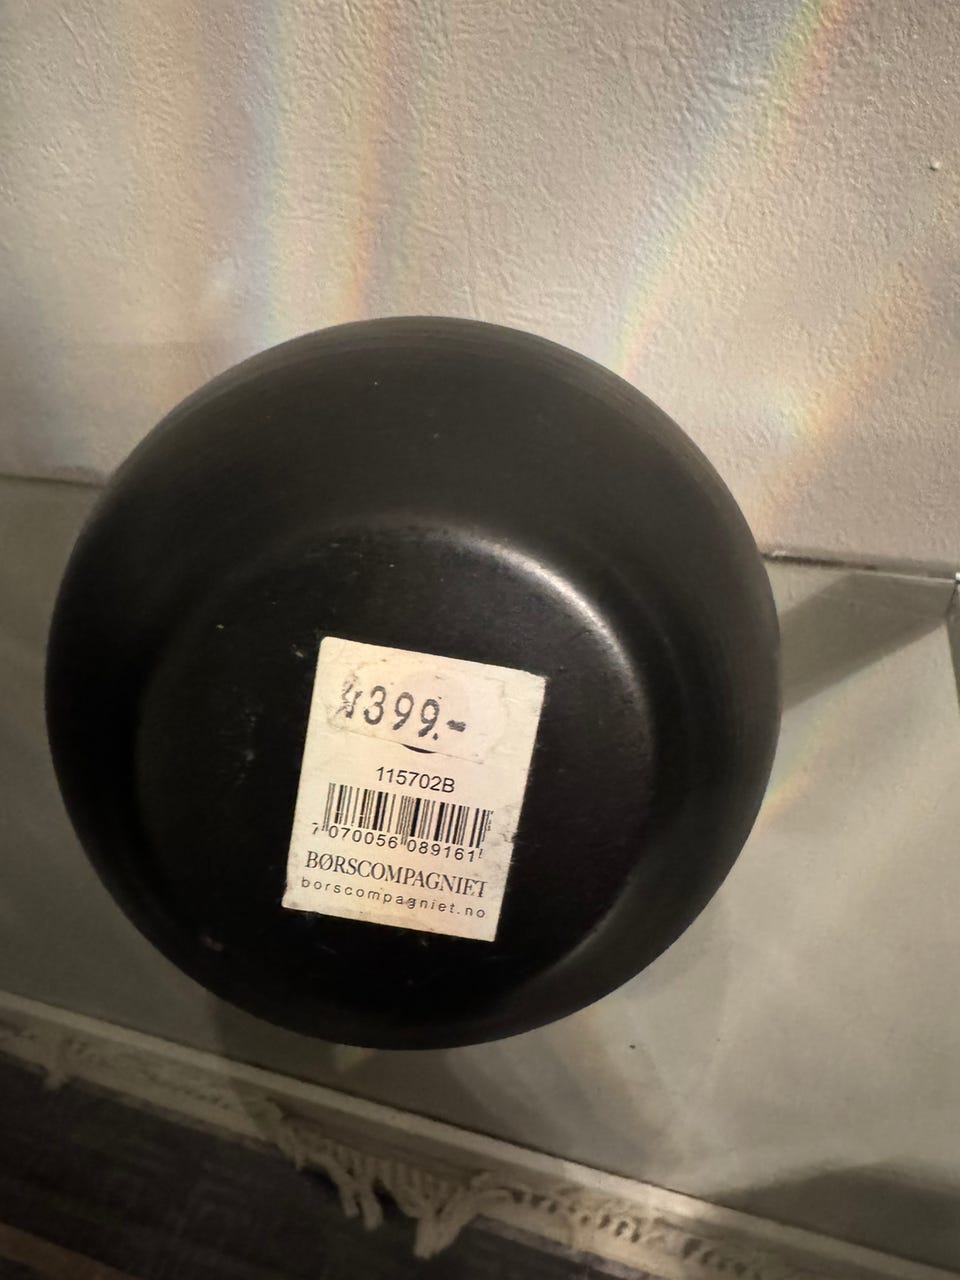 399.-
115702B
7 070056 089161
BØRSCOMPAGNIET
borscompagniet.no